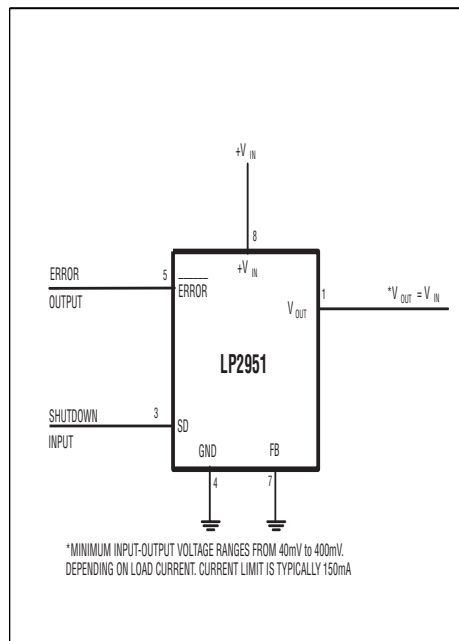 +V IN
8
+V IN
ERROR
OUTPUT
5
ERROR
V OUT
1
*V OUT = V IN
LP2951
SHUTDOWN
INPUT
3
SD
GND
FB
4
7
*MINIMUM INPUT-OUTPUT VOLTAGE RANGES FROM 40mV to 400mV.
DEPENDING ON LOAD CURRENT. CURRENT LIMIT IS TYPICALLY 150mA